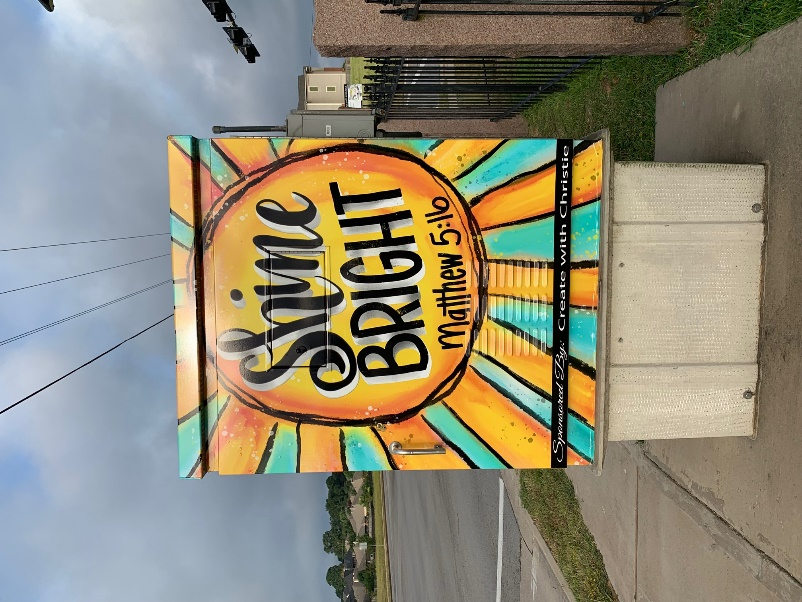 Shine
BRIGHT
Matthew 5:16
Sponsored By: Create with Christie